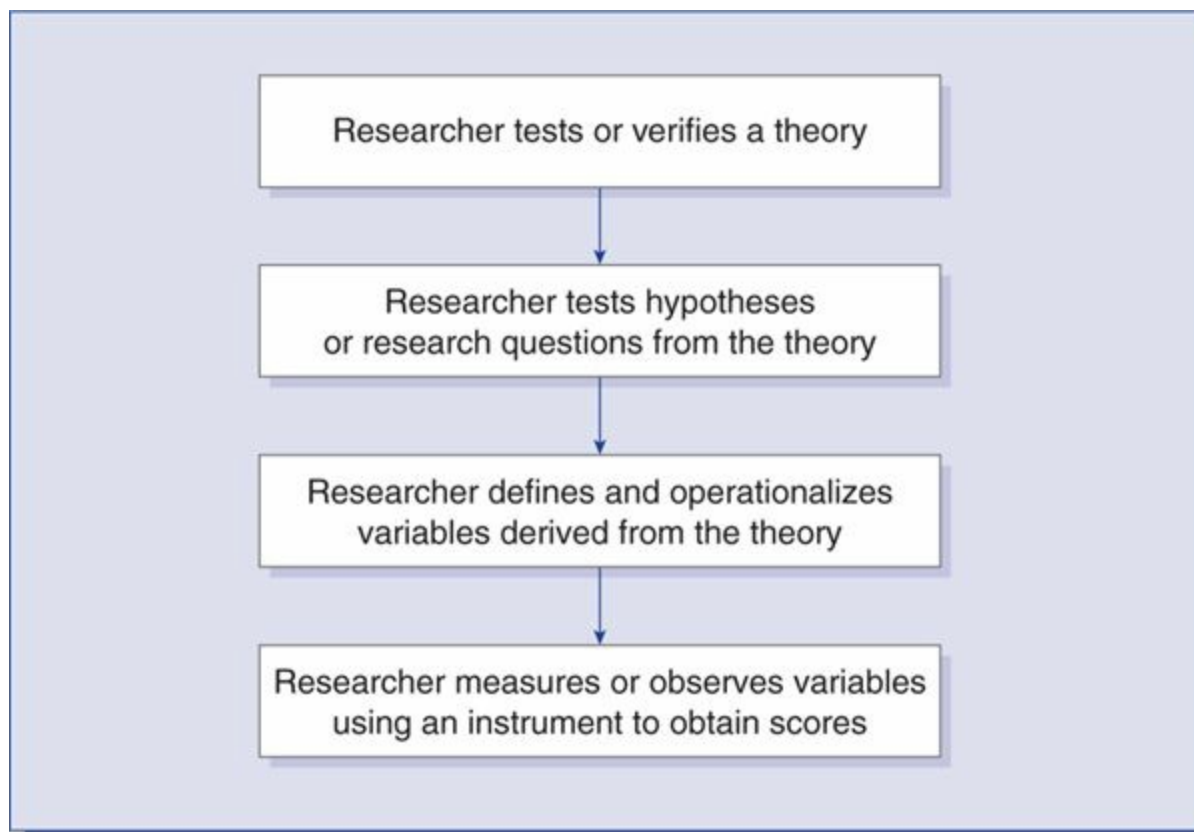 Researcher tests or verifies a theory
Researcher tests hypotheses
or research questions from the theory
Researcher defines and operationalizes
variables derived from the theory
Researcher measures or observes variables
using an instrument to obtain scores